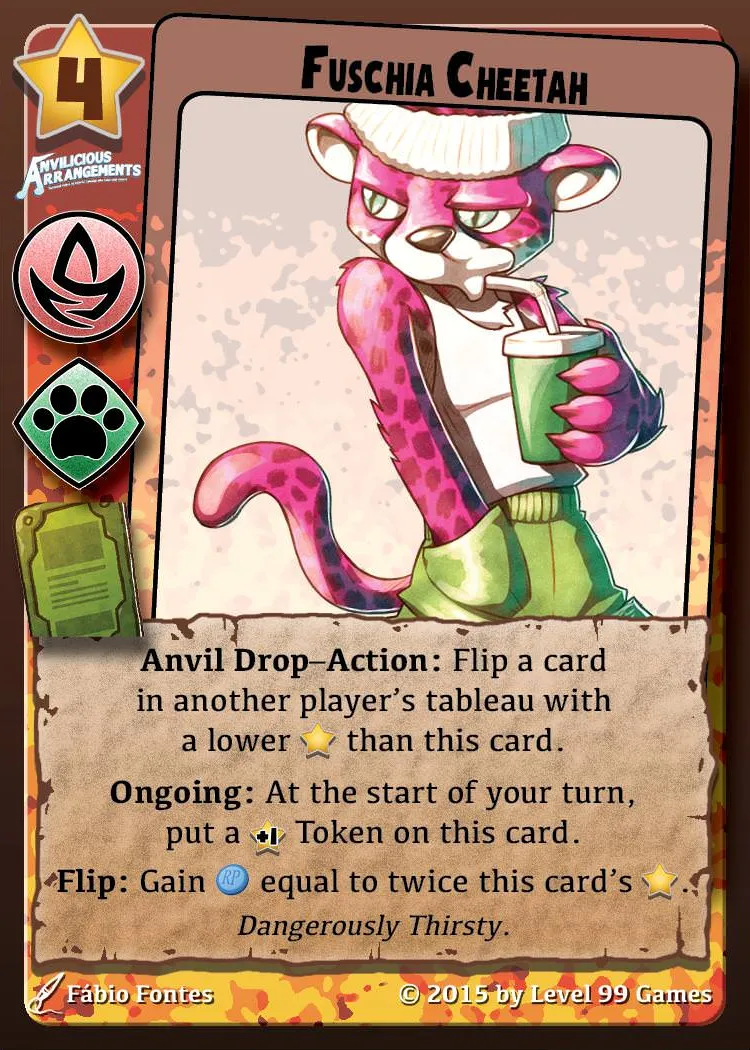 4
FUSCHIA CHEETAH
ANVILICIOUS
ARRANGEMENTS
Anvil Drop–Action: Flip a card
in another player’s tableau with
a lower than this card.
Ongoing: At the start of your turn,
put a +1 Token on this card.
Flip: Gain RP equal to twice this card’s .
Dangerously Thirsty.
Fábio Fontes
© 2015 by Level 99 Games